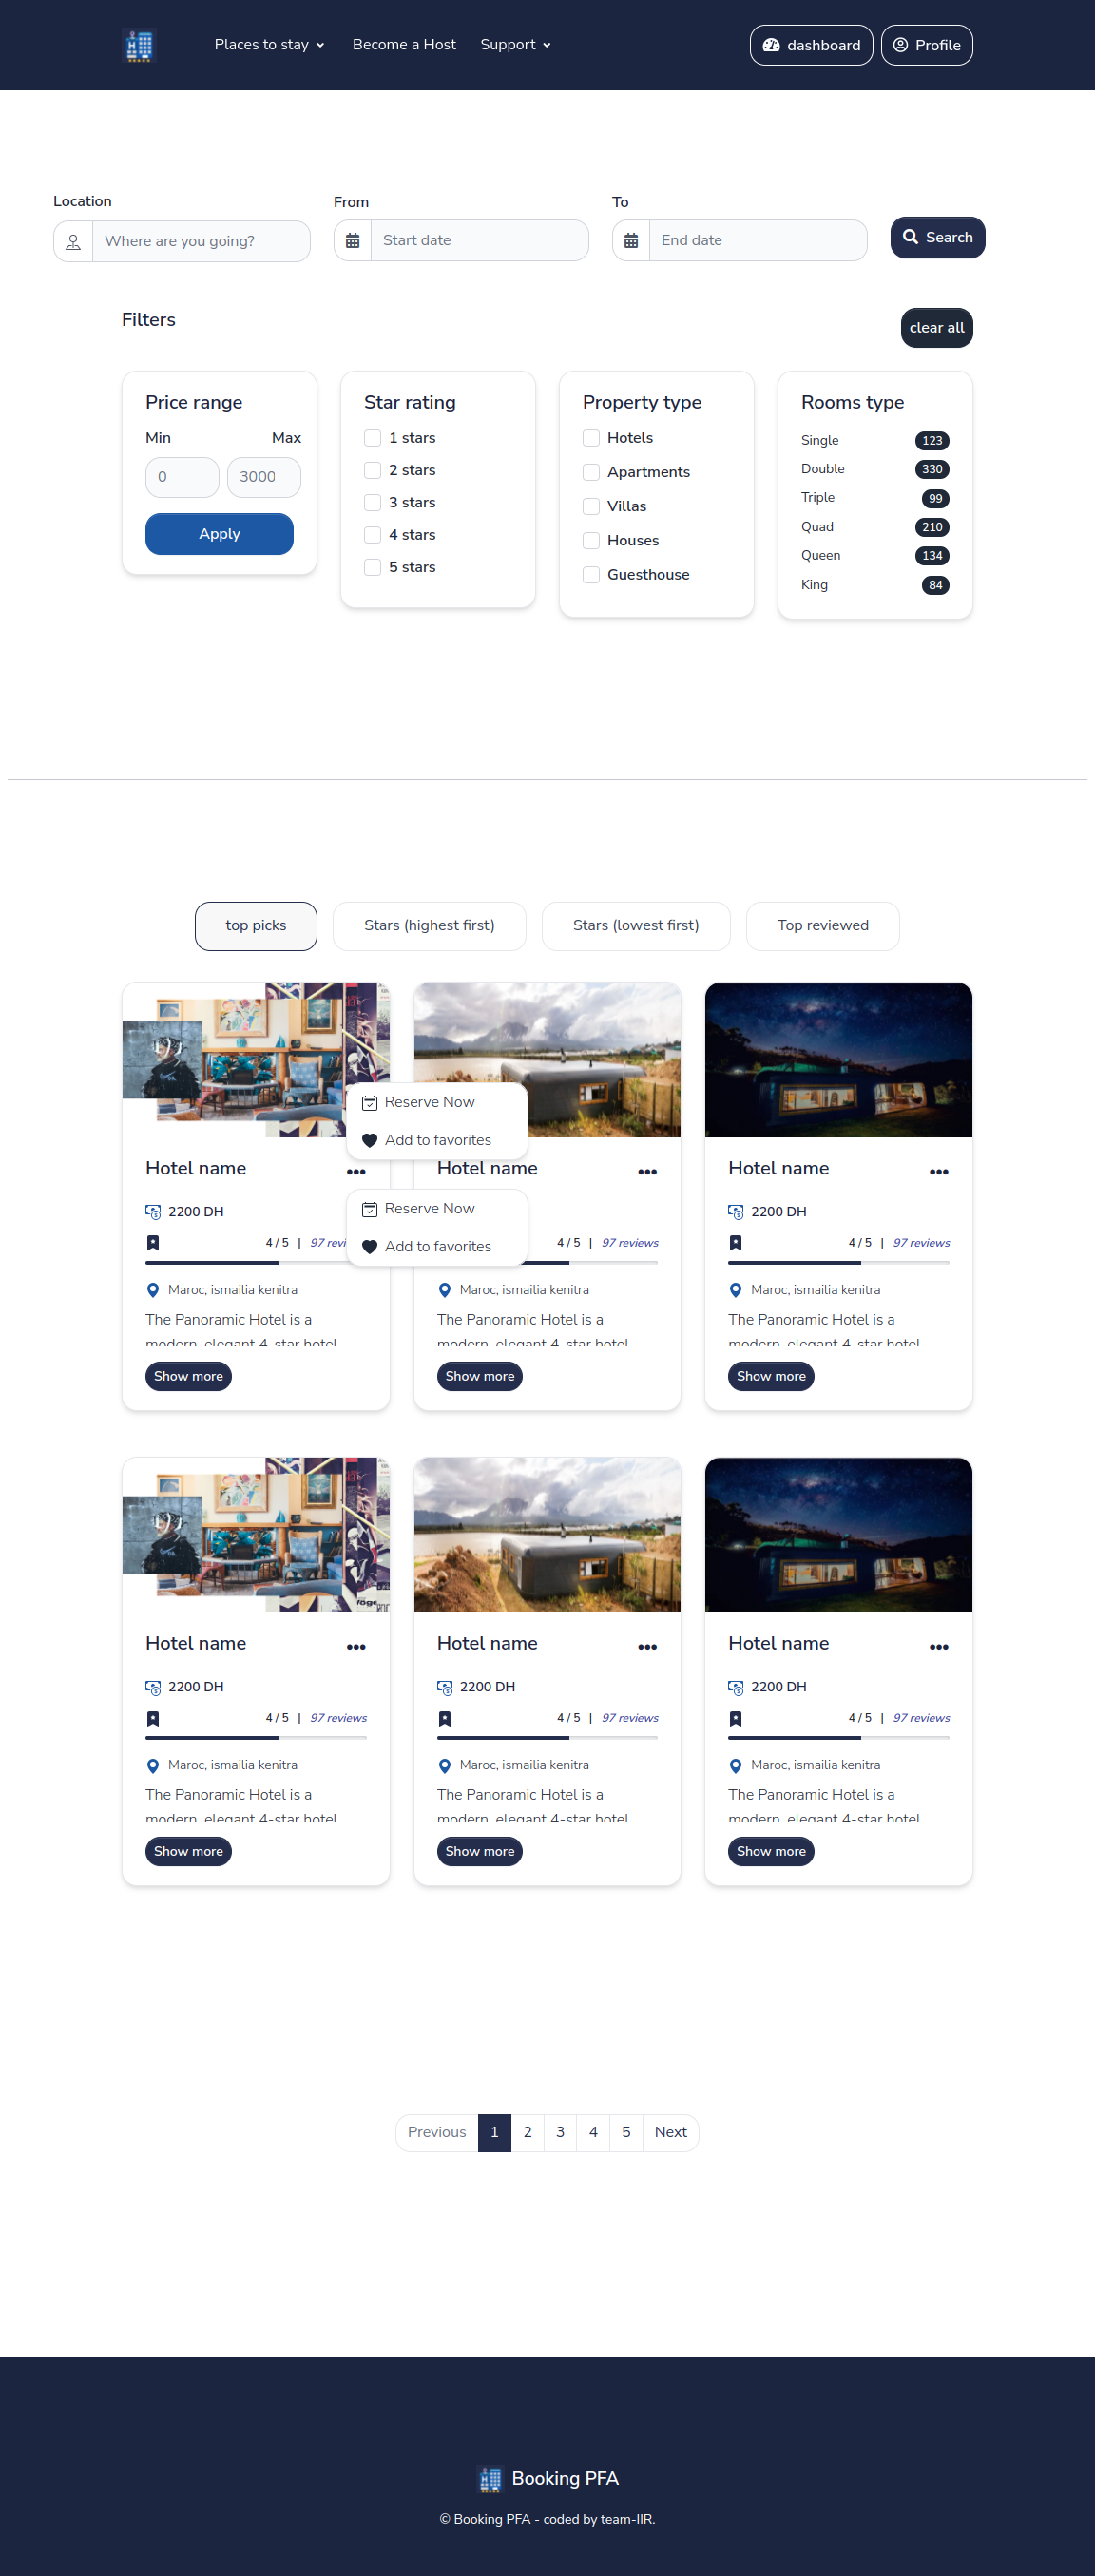 Places to stay Become a Host Support dashboard Profile
Location From To
Where are you going? Start date End date Search
Filters clear all
Price range
Min Max
0 3000
Apply
Star rating
1 stars
2 stars
3 stars
4 stars
5 stars
Property type
Hotels
Apartments
Villas
Houses
Guesthouse
Rooms type
Single 123
Double 330
Triple 99
Quad 210
Queen 134
King 84
top picks Stars (highest first) Stars (lowest first) Top reviewed
Reserve Now
Add to favorites
Hotel name
Reserve Now
Add to favorites
2200 DH
4 / 5 | 97
Maroc, ismailia kenitra
The Panoramic Hotel is a
modern, elegant 4-star hotel
Show more
Hotel name
4 / 5 | 97 reviews
Maroc, ismailia kenitra
The Panoramic Hotel is a
modern, elegant 4-star hotel
Show more
Hotel name
2200 DH
4 / 5 | 97 reviews
Maroc, ismailia kenitra
The Panoramic Hotel is a
modern, elegant 4-star hotel
Show more
Hotel name
2200 DH
4 / 5 | 97 reviews
Maroc, ismailia kenitra
The Panoramic Hotel is a
modern, elegant 4-star hotel
Show more
Hotel name
2200 DH
4 / 5 | 97 reviews
Maroc, ismailia kenitra
The Panoramic Hotel is a
modern, elegant 4-star hotel
Show more
Hotel name
2200 DH
4 / 5 | 97 reviews
Maroc, ismailia kenitra
The Panoramic Hotel is a
modern, elegant 4-star hotel
Show more
Previous 1 2 3 4 5 Next
Booking PFA
© Booking PFA - coded by team-IIR.